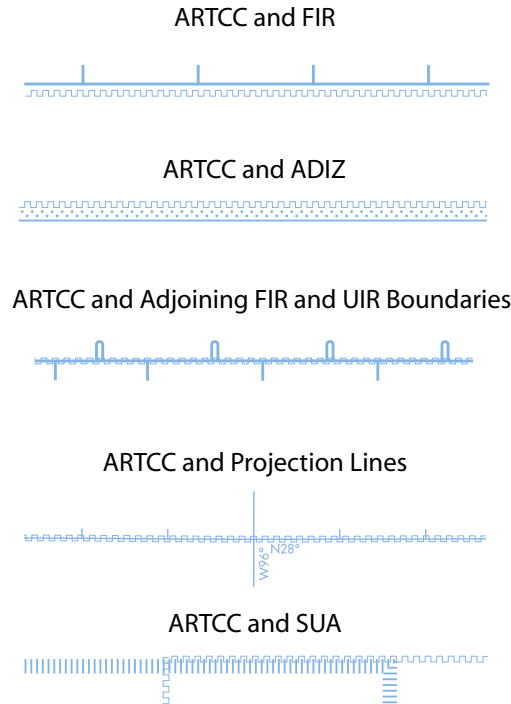 ARTCC and FIR
ARTCC and ADIZ
ARTCC and Adjoining FIR and UIR Boundaries
ARTCC and Projection Lines
N28°
W96°
ARTCC and SUA